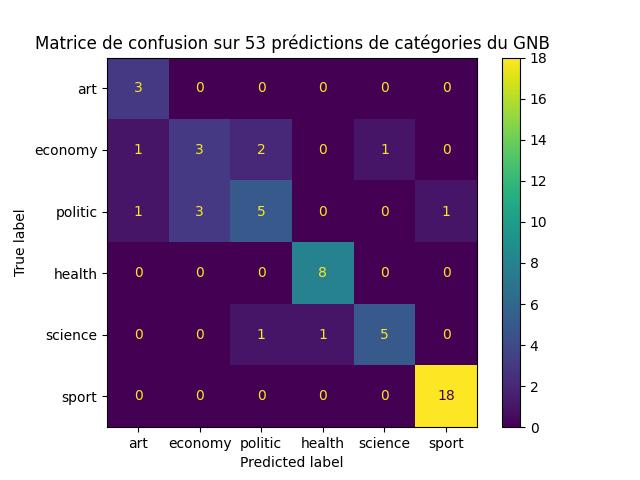 Matrice de confusion sur 53 prédictions de catégories du GNB
art 3 0 0 0 0 0
economy 1 3 2 0 1 0
politic 1 3 5 0 0 1
health 0 0 0 8 0 0
science 0 0 1 1 5 0
sport 0 0 0 0 0 18
art economy politic health science sport
Predicted label
True label
18
16
14
12
10
8
6
4
2
0